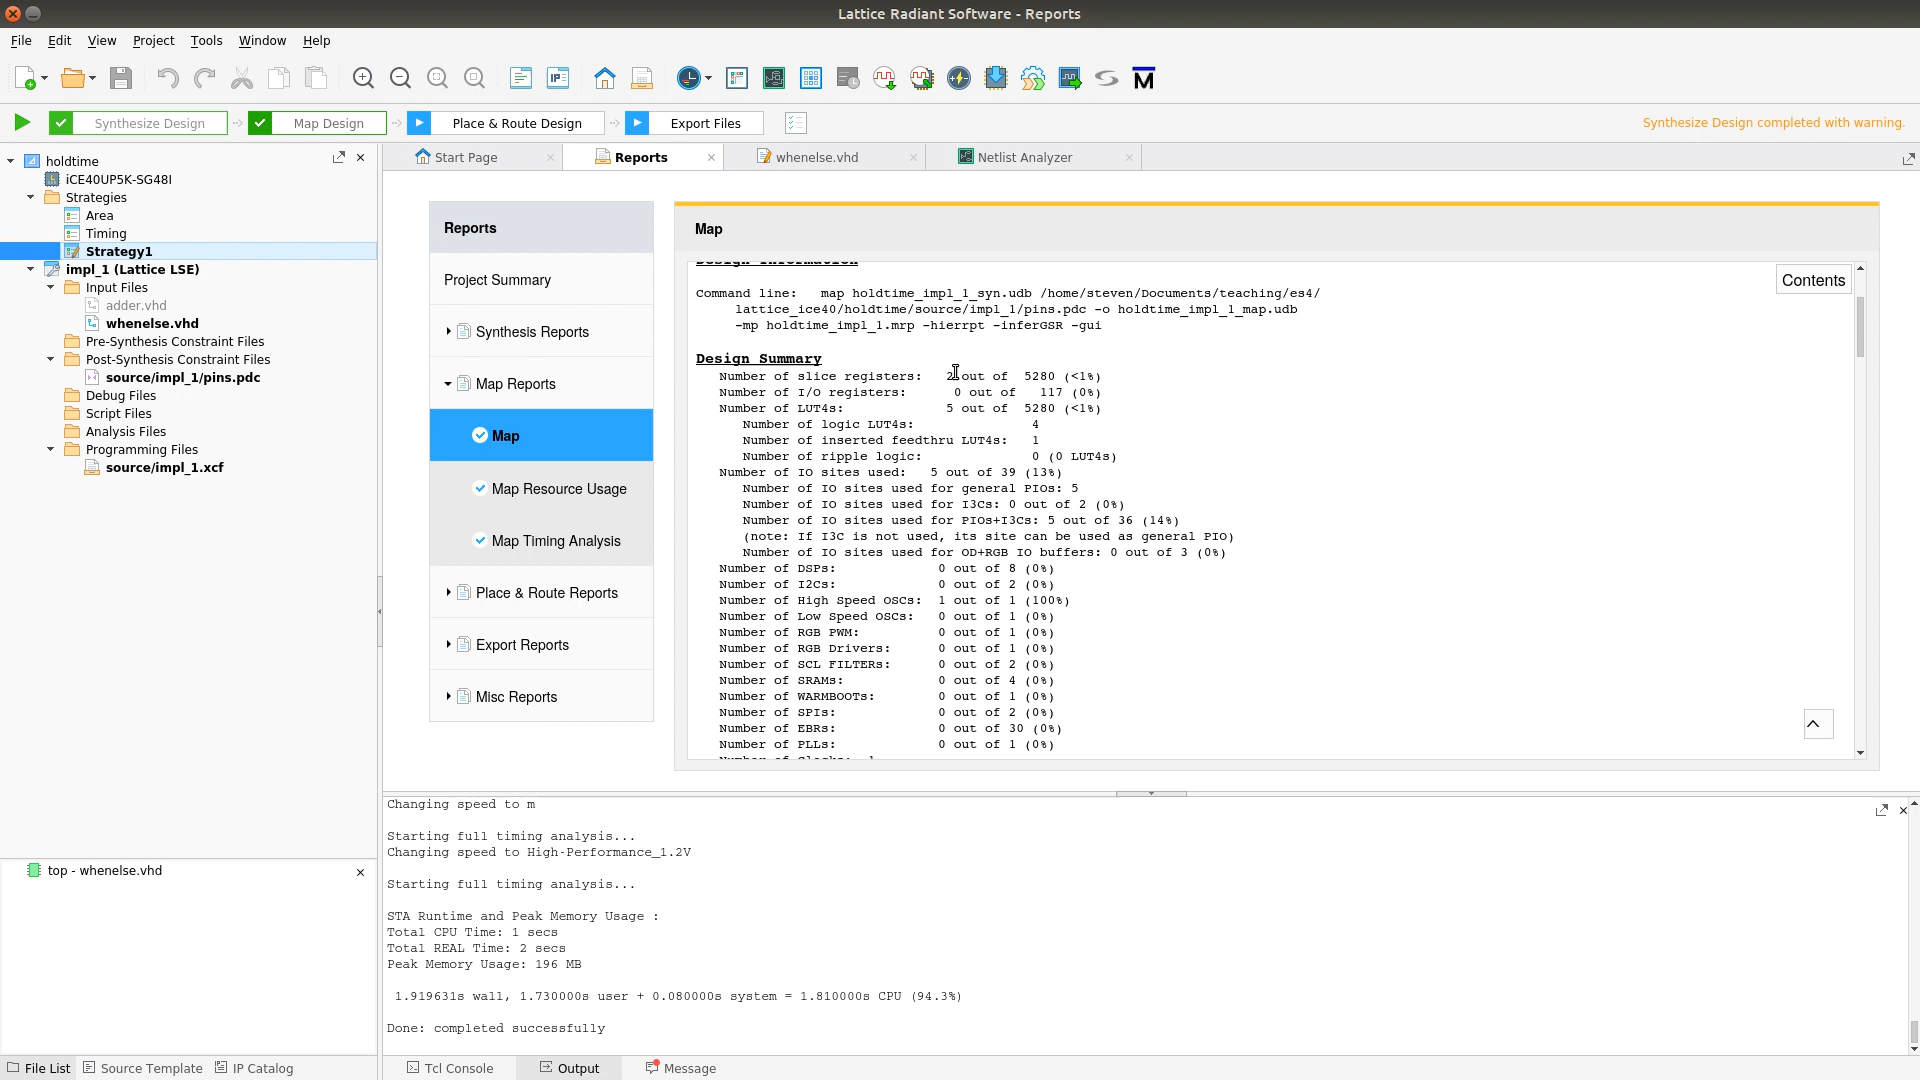 Lattice Radiant Software - Reports
File Edit View Project Tools Window Help
Synthesize Design
Map Design
Place & Route Design
Export Files
Synthesize Design completed with warning.
holdtime
iCE40UP5K-SG48I
Strategies
Area
Timing
Strategy1
impl_1 (Lattice LSE)
Input Files
adder.vhd
whenelse.vhd
Pre-Synthesis Constraint Files
Post-Synthesis Constraint Files
source/impl_1/pins.pdc
Debug Files
Script Files
Analysis Files
Programming Files
source/impl_1.xcf
top - whenelse.vhd
File List
Source Template
IP Catalog
Start Page
Reports
whenelse.vhd
Netlist Analyzer
Reports
Project Summary
Synthesis Reports
Map Reports
Map
Map Resource Usage
Map Timing Analysis
Place & Route Reports
Export Reports
Misc Reports
Map
Contents
Design Information
Command line: map holdtime_impl_1_syn.udb /home/steven/Documents/teaching/es4/
lattice_ice40/holdtime/source/impl_1/pins.pdc -o holdtime_impl_1_map.udb
-mp holdtime_impl_1.mrp -hierrpt -inferGSR -gui
Design Summary
Number of slice registers: 2 out of 5280 (<1%)
Number of I/O registers: 0 out of 117 (0%)
Number of LUT4s: 5 out of 5280 (<1%)
Number of logic LUT4s: 4
Number of inserted feedthru LUT4s: 1
Number of ripple logic: 0 (0 LUT4s)
Number of IO sites used: 5 out of 39 (13%)
Number of IO sites used for general PIOs: 5
Number of IO sites used for I3Cs: 0 out of 2 (0%)
Number of IO sites used for PIOs+I3Cs: 5 out of 36 (14%)
(note: If I3C is not used, its site can be used as general PIO)
Number of IO sites used for OD+RGB IO buffers: 0 out of 3 (0%)
Number of DSPs: 0 out of 8 (0%)
Number of I2Cs: 0 out of 2 (0%)
Number of High Speed OSCs: 1 out of 1 (100%)
Number of Low Speed OSCs: 0 out of 1 (0%)
Number of RGB PWM: 0 out of 1 (0%)
Number of RGB Drivers: 0 out of 1 (0%)
Number of SCL FILTERs: 0 out of 2 (0%)
Number of SRAMs: 0 out of 4 (0%)
Number of WARMBOOTs: 0 out of 1 (0%)
Number of SPIs: 0 out of 2 (0%)
Number of EBRs: 0 out of 30 (0%)
Number of PLLs: 0 out of 1 (0%)
Number of Clocks: 1
Changing speed to m
Starting full timing analysis...
Changing speed to High-Performance_1.2V
Starting full timing analysis...
STA Runtime and Peak Memory Usage :
Total CPU Time: 1 secs
Total REAL Time: 2 secs
Peak Memory Usage: 196 MB
1.919631s wall, 1.730000s user + 0.080000s system = 1.810000s CPU (94.3%)
Done: completed successfully
Tcl Console
Output
Message